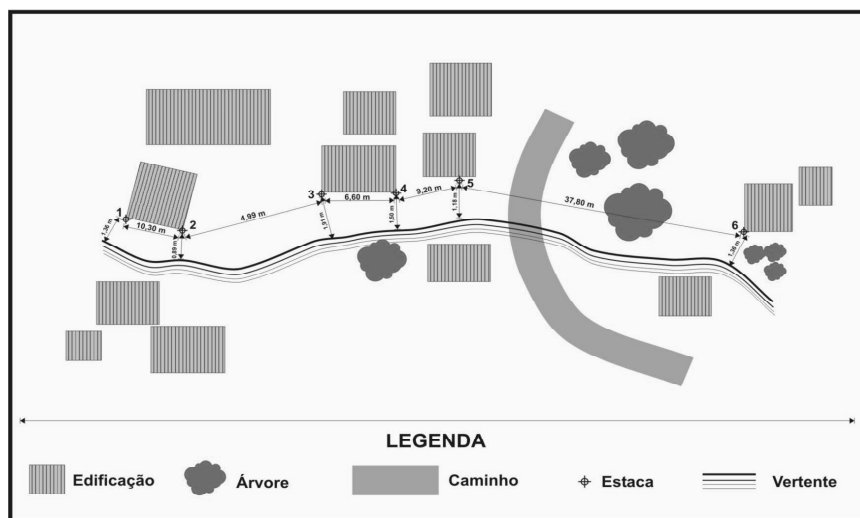 1
2
3
4
5
6
10,30 m
4,99 m
6,60 m
9,20 m
37,80 m
1,36 m
0,89 m
1,91 m
1,50 m
1,18 m
1,36 m
LEGENDA
Edificação
Árvore
Caminho
Estaca
Vertente